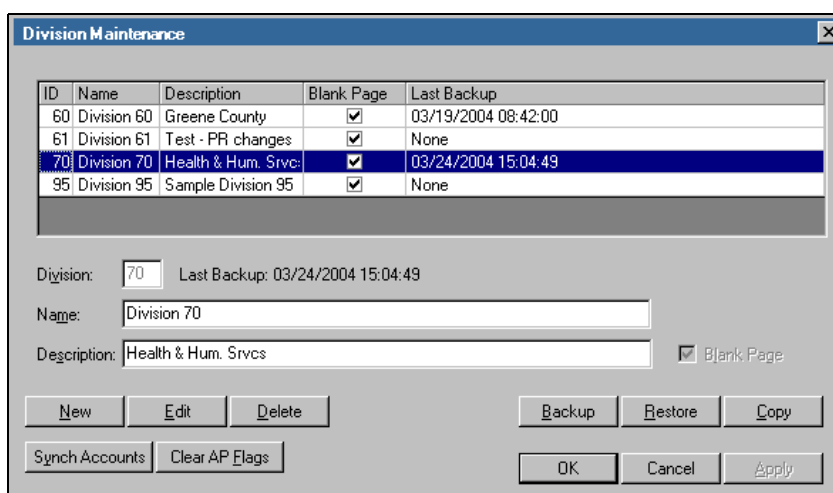 Division Maintenance
ID Name Description Blank Page Last Backup
60 Division 60 Greene County 03/19/2004 08:42:00
61 Division 61 Test - PR changes None
70 Division 70 Health & Hum. Srvc: 03/24/2004 15:04:49
95 Division 95 Sample Division 95 None
Division: 70 Last Backup: 03/24/2004 15:04:49
Name: Division 70
Description: Health & Hum. Srvcs Blank Page
New Edit Delete Backup Restore Copy
Synch Accounts Clear AP Flags OK Cancel Apply